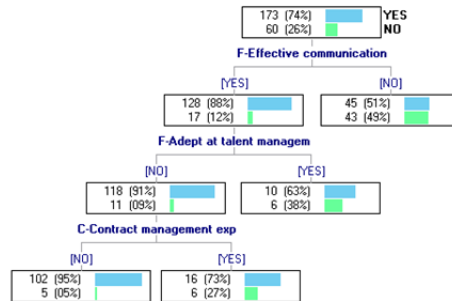 173 (74%) YES
60 (26%) NO
F-Effective communication
[YES] [NO]
128 (88%) 45 (51%)
17 (12%) 43 (49%)
F-Adept at talent managem
[NO] [YES]
118 (91%) 10 (63%)
11 (09%) 6 (38%)
C-Contract management exp
[NO] [YES]
102 (95%) 16 (73%)
5 (05%) 6 (27%)